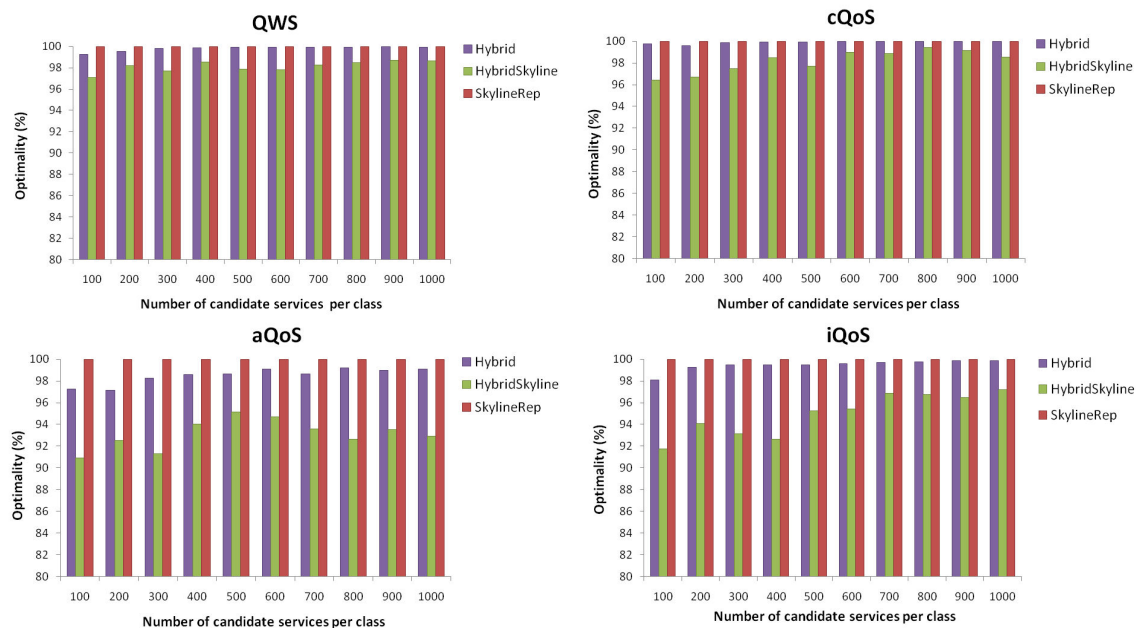 QWS
100
98
96
94
92
90
88
86
84
82
80
Optimality (%)
100 200 300 400 500 600 700 800 900 1000
Number of candidate services per class
Hybrid
HybridSkyline
SkylineRep
cQoS
100
98
96
94
92
90
88
86
84
82
80
Optimality (%)
100 200 300 400 500 600 700 800 900 1000
Number of candidate services per class
Hybrid
HybridSkyline
SkylineRep
aQoS
100
98
96
94
92
90
88
86
84
82
80
Optimality (%)
100 200 300 400 500 600 700 800 900 1000
Number of candidate services per class
Hybrid
HybridSkyline
SkylineRep
iQoS
100
98
96
94
92
90
88
86
84
82
80
Optimality (%)
100 200 300 400 500 600 700 800 900 1000
Number of candidate services per class
Hybrid
HybridSkyline
SkylineRep